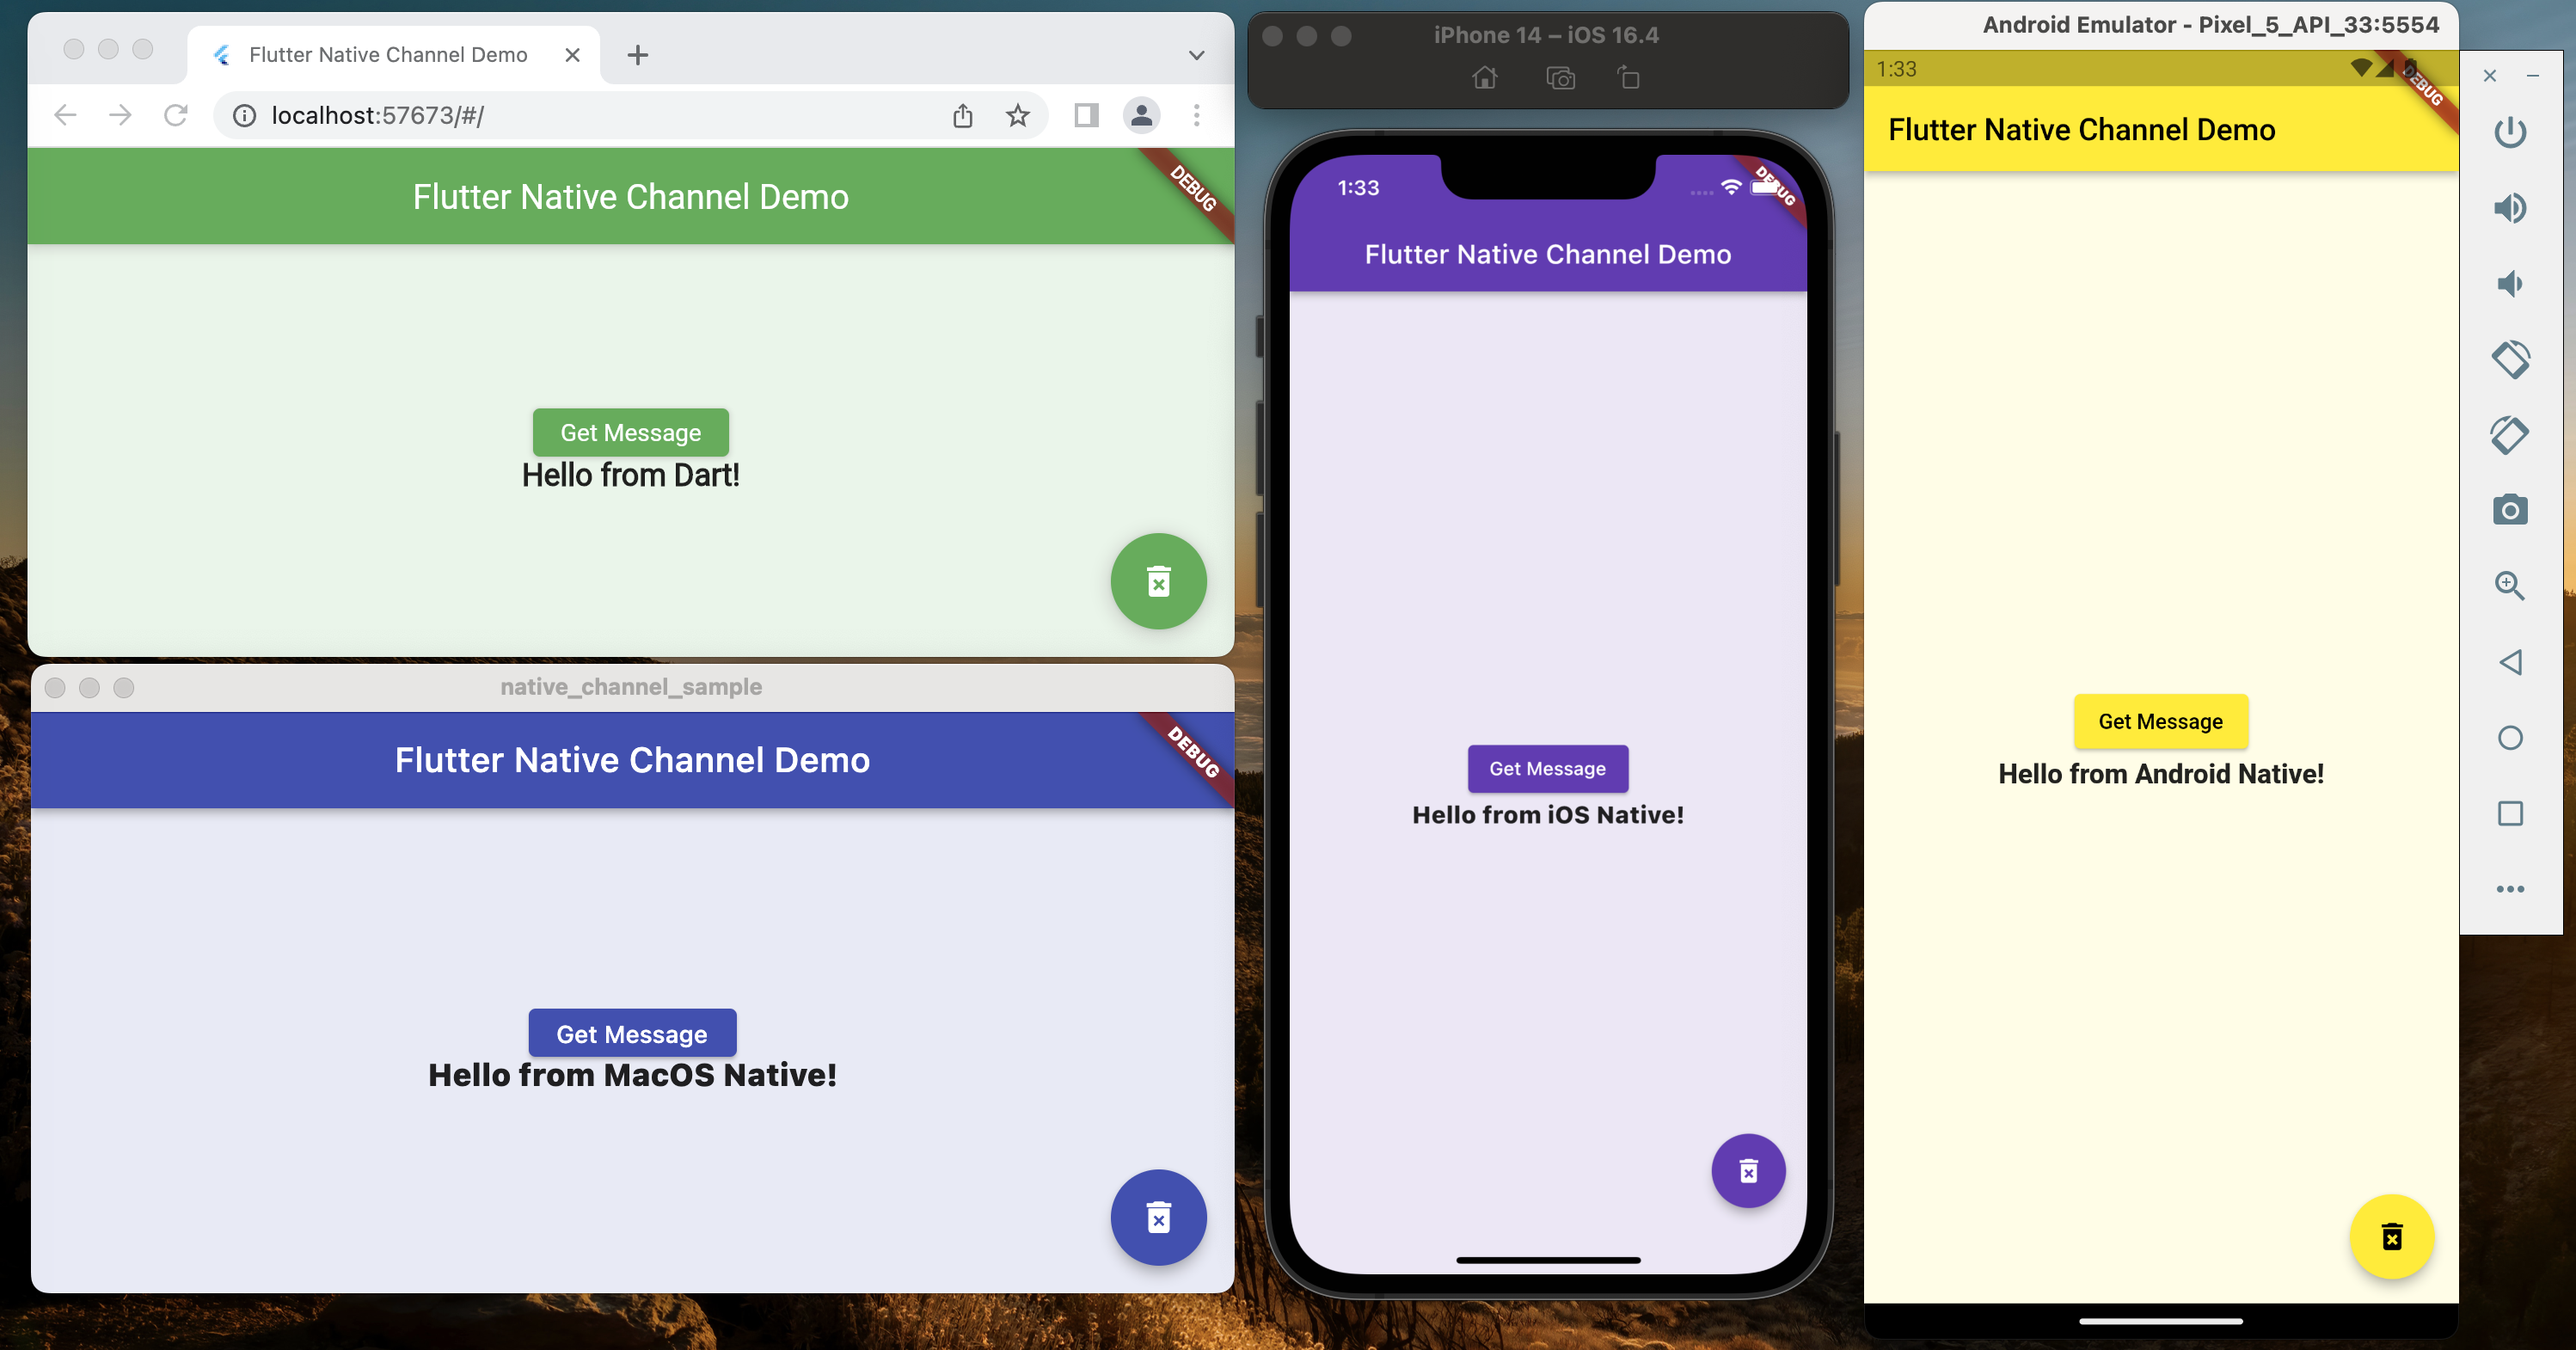 Flutter Native Channel Demo
localhost:57673/#/
Flutter Native Channel Demo
DEBUG
Get Message
Hello from Dart!
native_channel_sample
Flutter Native Channel Demo
DEBUG
Get Message
Hello from MacOS Native!
iPhone 14 – iOS 16.4
1:33
DEBUG
Flutter Native Channel Demo
Get Message
Hello from iOS Native!
Android Emulator - Pixel_5_API_33:5554
1:33
DEBUG
Flutter Native Channel Demo
Get Message
Hello from Android Native!